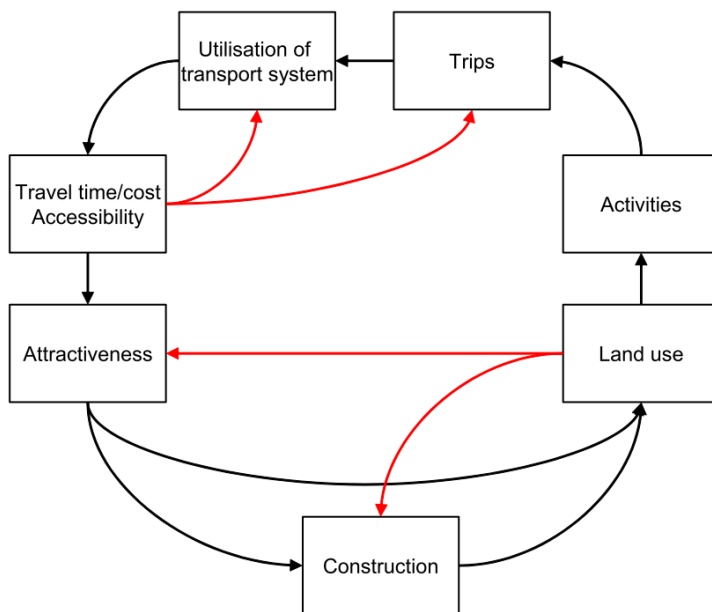 Utilisation of
transport system
Trips
Travel time/cost
Accessibility
Activities
Attractiveness
Land use
Construction